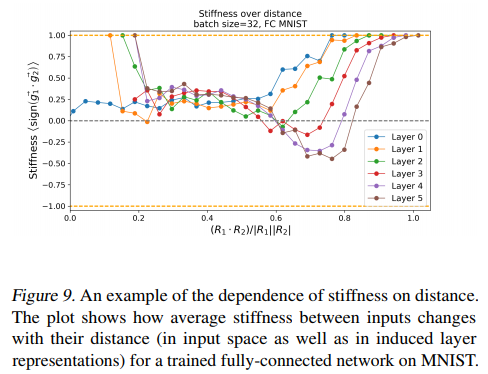 Stiffness over distance
batch size=32, FC MNIST
Stiffness ⟨sign(g⃗₁ · g⃗₂)⟩
1.00
0.75
0.50
0.25
0.00
−0.25
−0.50
−0.75
−1.00
Layer 0
Layer 1
Layer 2
Layer 3
Layer 4
Layer 5
0.0 0.2 0.4 0.6 0.8 1.0
(R₁ · R₂)/|R₁||R₂|
Figure 9. An example of the dependence of stiffness on distance.
The plot shows how average stiffness between inputs changes
with their distance (in input space as well as in induced layer
representations) for a trained fully-connected network on MNIST.